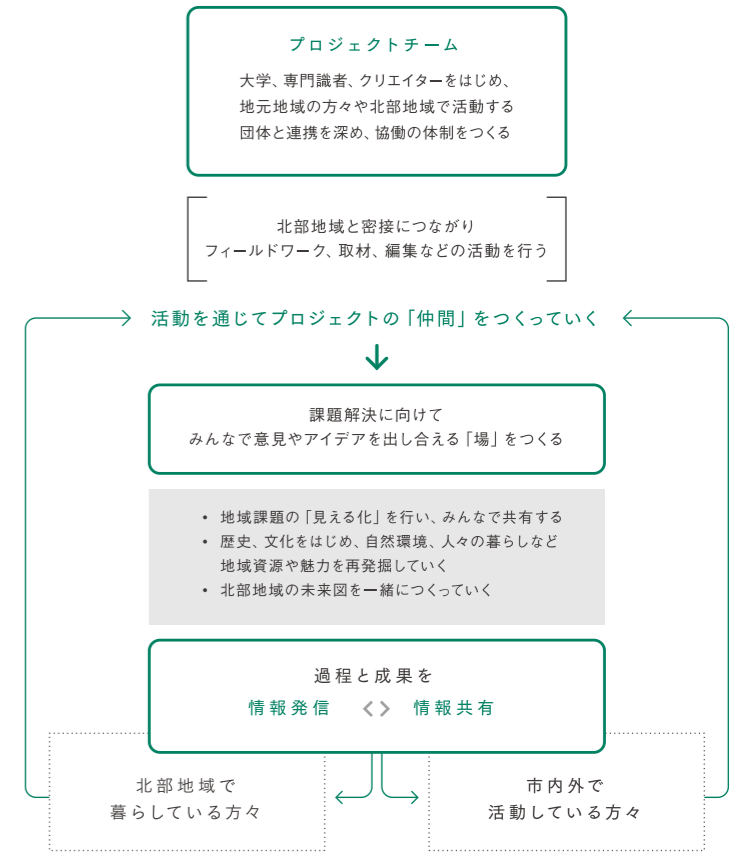 プロジェクトチーム
大学、専門識者、クリエイターをはじめ、
地元地域の方々や北部地域で活動する
団体と連携を深め、協働の体制をつくる
北部地域と密接につながり
フィールドワーク、取材、編集などの活動を行う
活動を通じてプロジェクトの「仲間」をつくっていく
課題解決に向けて
みんなで意見やアイデアを出し合える「場」をつくる
• 地域課題の「見える化」を行い、みんなで共有する
• 歴史、文化をはじめ、自然環境、人々の暮らしなど
地域資源や魅力を再発掘していく
• 北部地域の未来図を一緒につくっていく
過程と成果を
情報発信 <> 情報共有
北部地域で
暮らしている方々
市内外で
活動している方々